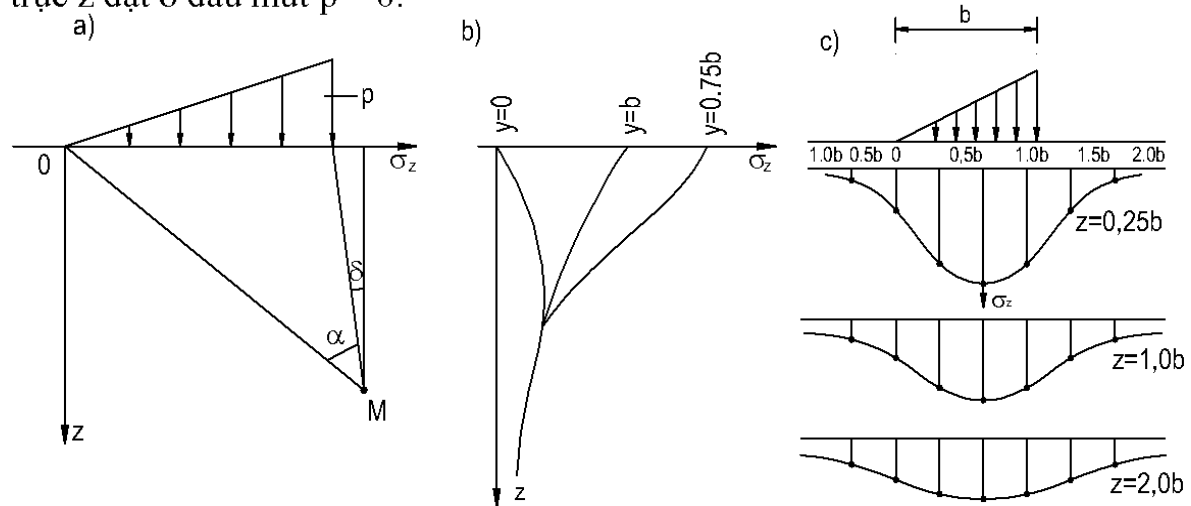 trục z đặt ở đầu mút p = 0.
a)
p
0
σz
δ
α
M
z
b)
y=0
y=b
y=0.75b
σz
z
c)
b
1.0b 0.5b 0 0,5b 1.0b 1.5b 2.0b
z=0,25b
σz
z=1,0b
z=2,0b